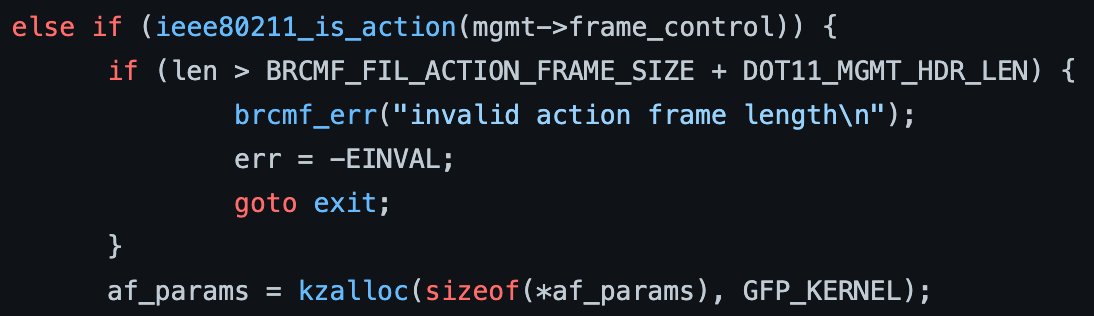 else if (ieee80211_is_action(mgmt->frame_control)) {
if (len > BRCMF_FIL_ACTION_FRAME_SIZE + DOT11_MGMT_HDR_LEN) {
brcmf_err("invalid action frame length\n");
err = -EINVAL;
goto exit;
}
af_params = kzalloc(sizeof(*af_params), GFP_KERNEL);